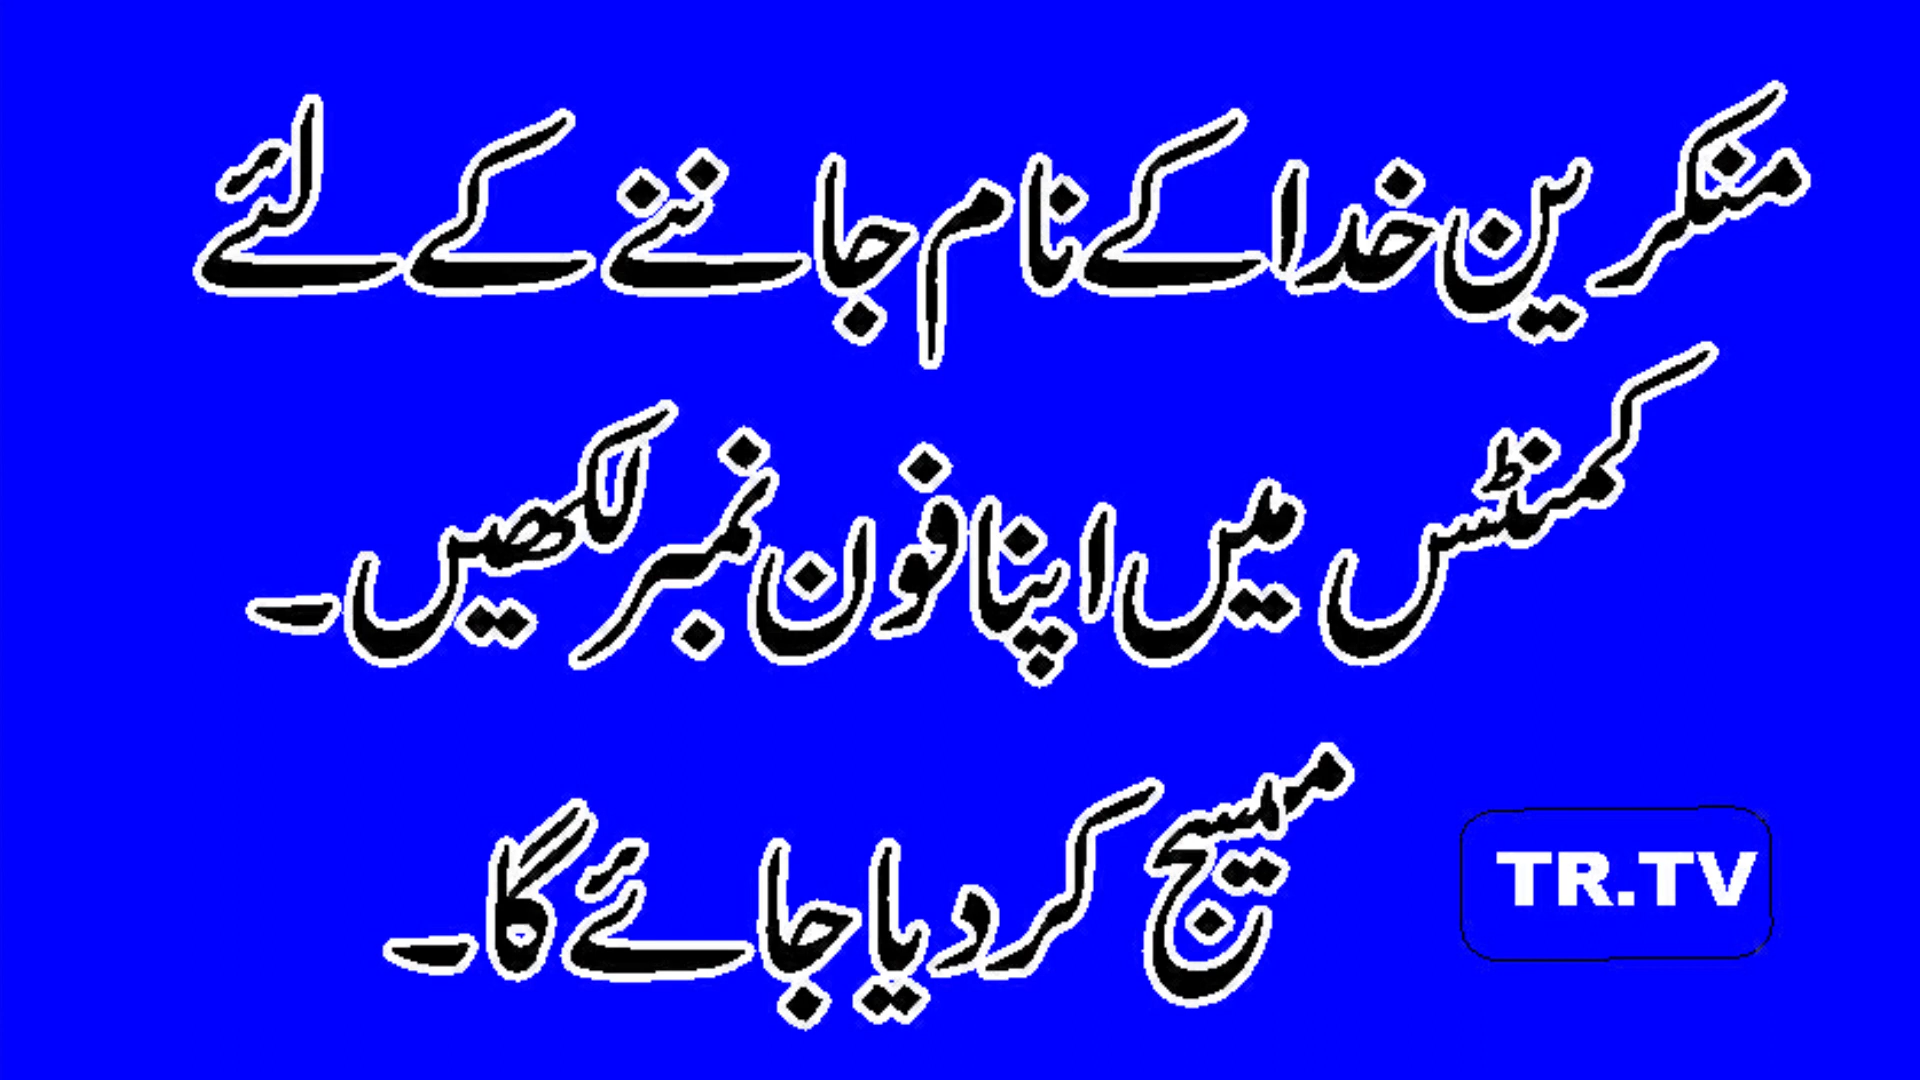 منکرین خدا کے نام جاننے کے لئے
کمنٹس میں اپنا فون نمبر لکھیں۔
میسج کر دیا جائے گا۔
TR.TV